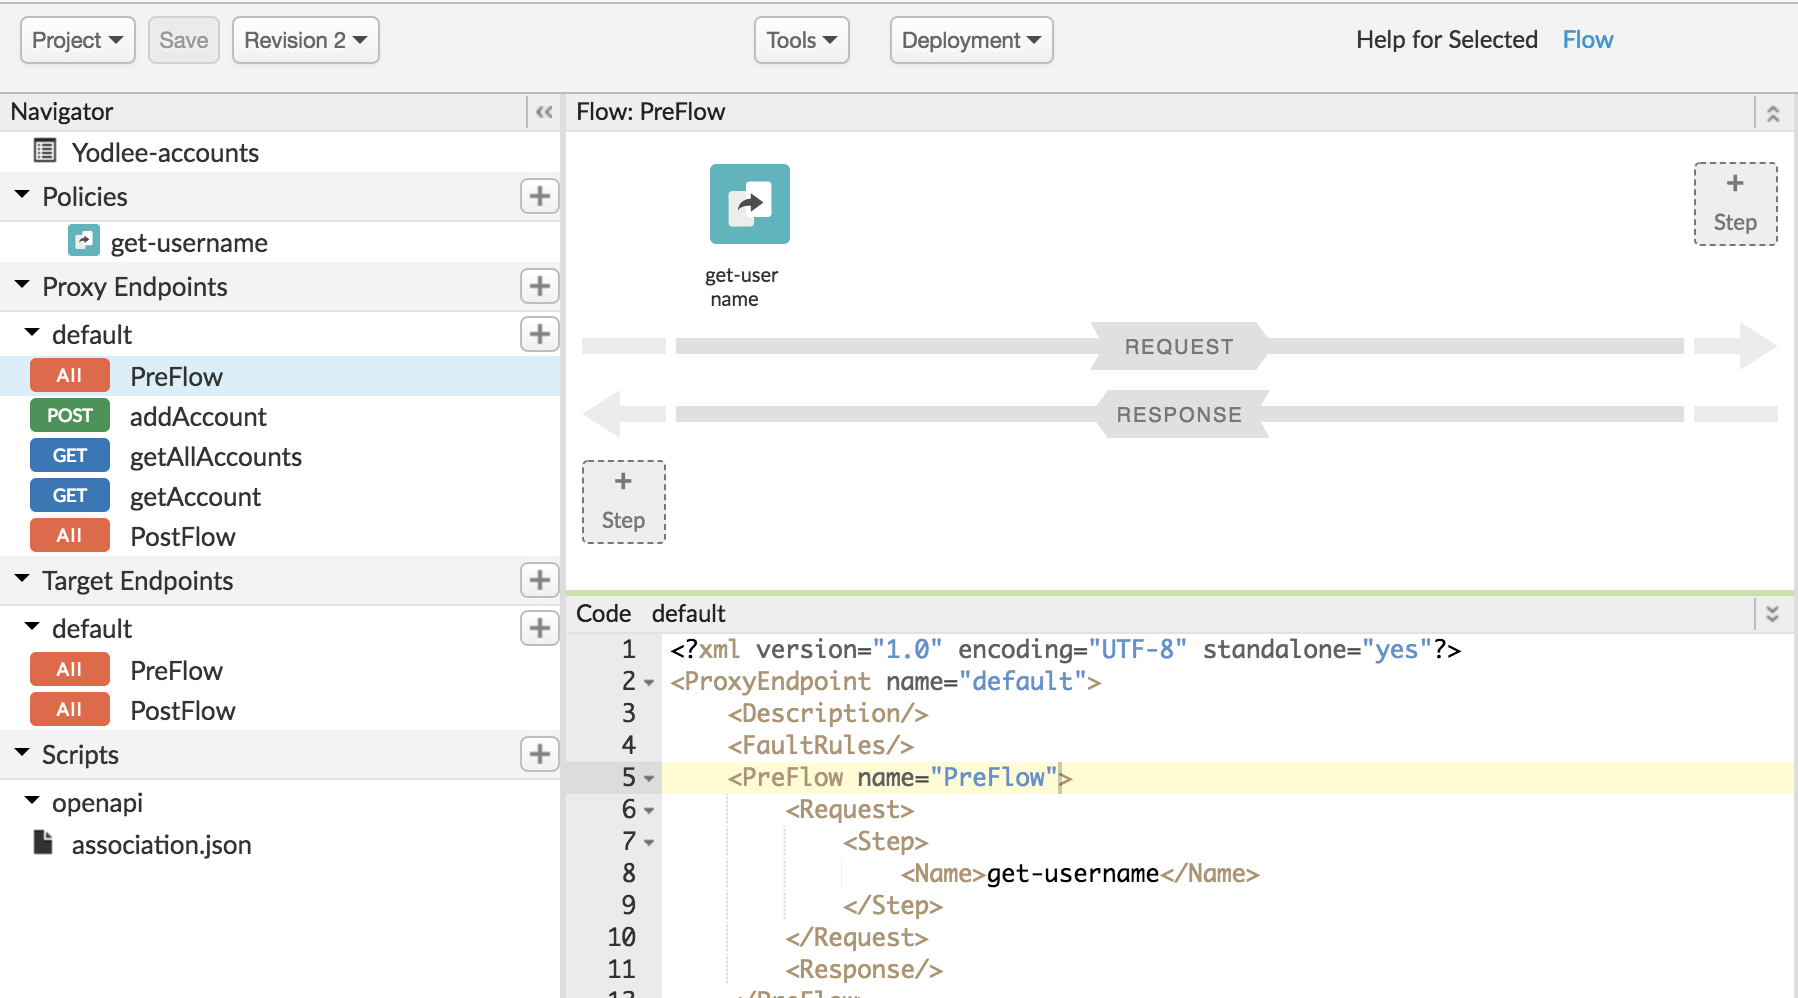 Project
Save
Revision 2
Tools
Deployment
Help for Selected Flow
Navigator
Yodlee-accounts
Policies
get-username
Proxy Endpoints
default
All PreFlow
POST addAccount
GET getAllAccounts
GET getAccount
All PostFlow
Target Endpoints
default
All PreFlow
All PostFlow
Scripts
openapi
association.json
Flow: PreFlow
get-user
name
+
Step
REQUEST
RESPONSE
+
Step
Code default
1 <?xml version="1.0" encoding="UTF-8" standalone="yes"?>
2 <ProxyEndpoint name="default">
3 <Description/>
4 <FaultRules/>
5 <PreFlow name="PreFlow">
6 <Request>
7 <Step>
8 <Name>get-username</Name>
9 </Step>
10 </Request>
11 <Response/>
12 </PreFlow>